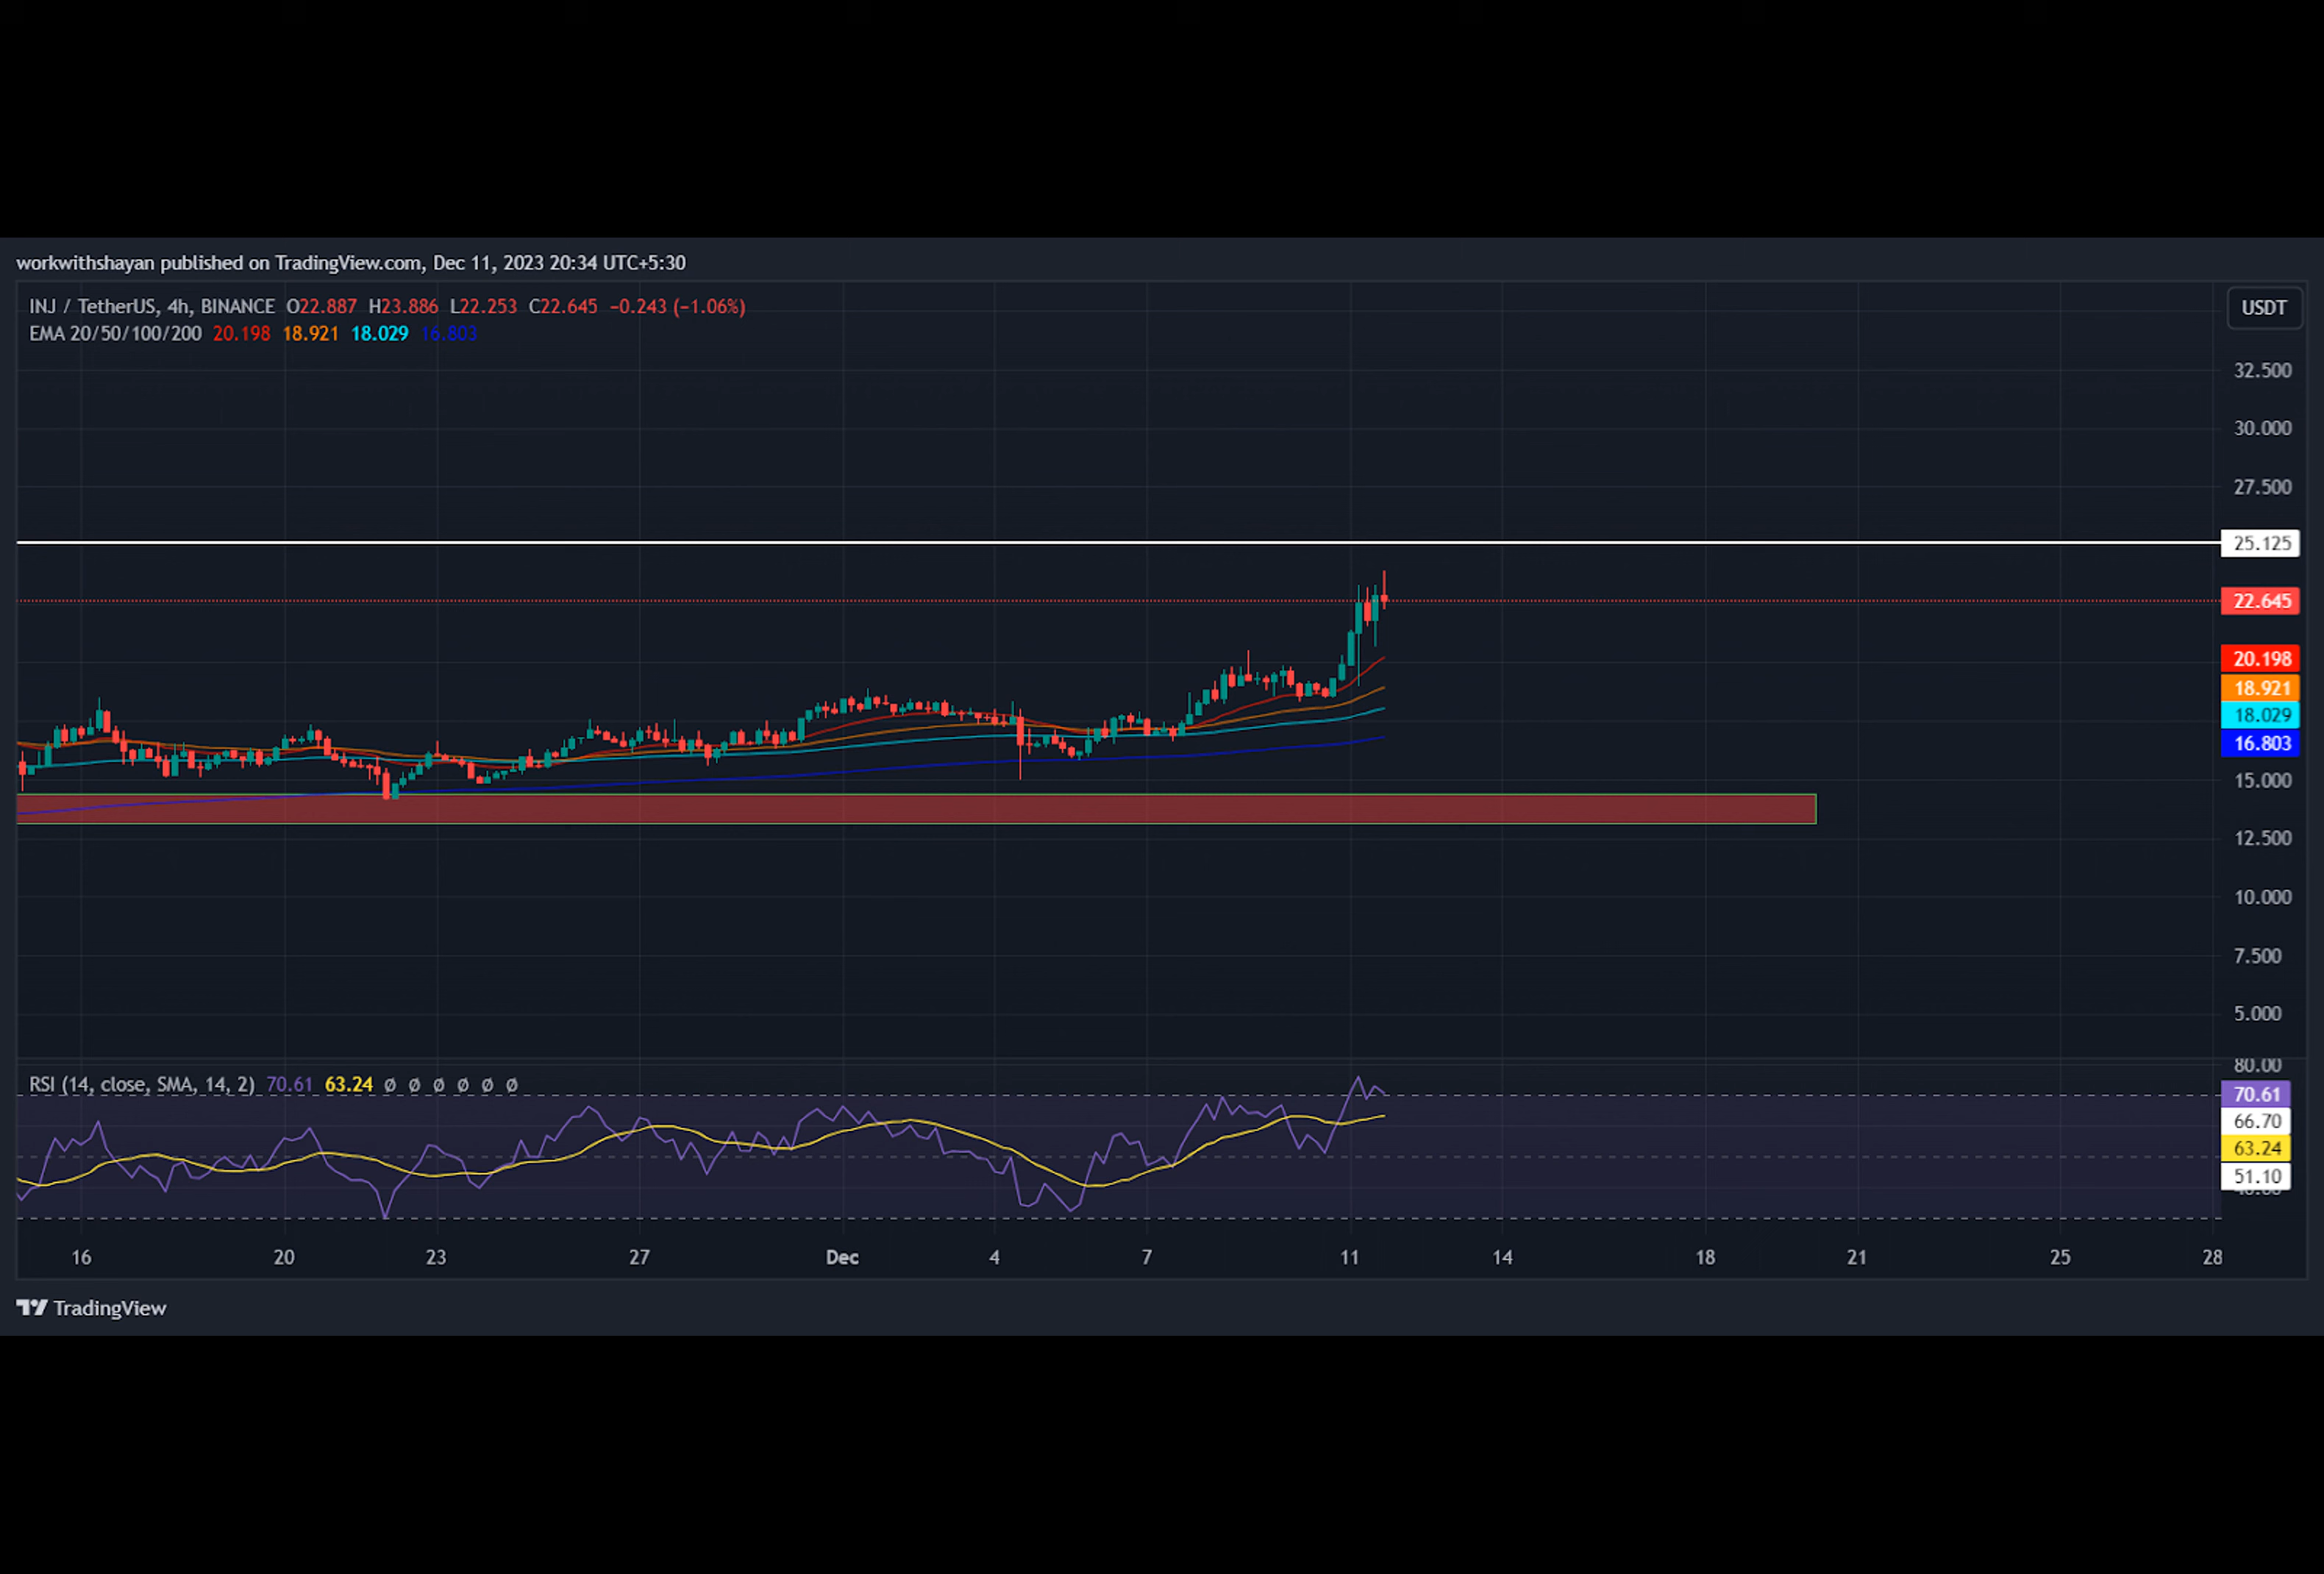 workwithshayan published on TradingView.com, Dec 11, 2023 20:34 UTC+5:30
INJ / TetherUS, 4h, BINANCE O22.887 H23.886 L22.253 C22.645 −0.243 (−1.06%)
USDT
EMA 20/50/100/200 20.198 18.921 18.029 16.803
32.500
30.000
27.500
25.125
22.645
20.198
18.921
18.029
16.803
15.000
12.500
10.000
7.500
5.000
80.00
RSI (14, close, SMA, 14, 2) 70.61 63.24 Ø Ø Ø Ø Ø Ø
70.61
66.70
63.24
51.10
16 20 23 27 Dec 4 7 11 14 18 21 25 28
TradingView